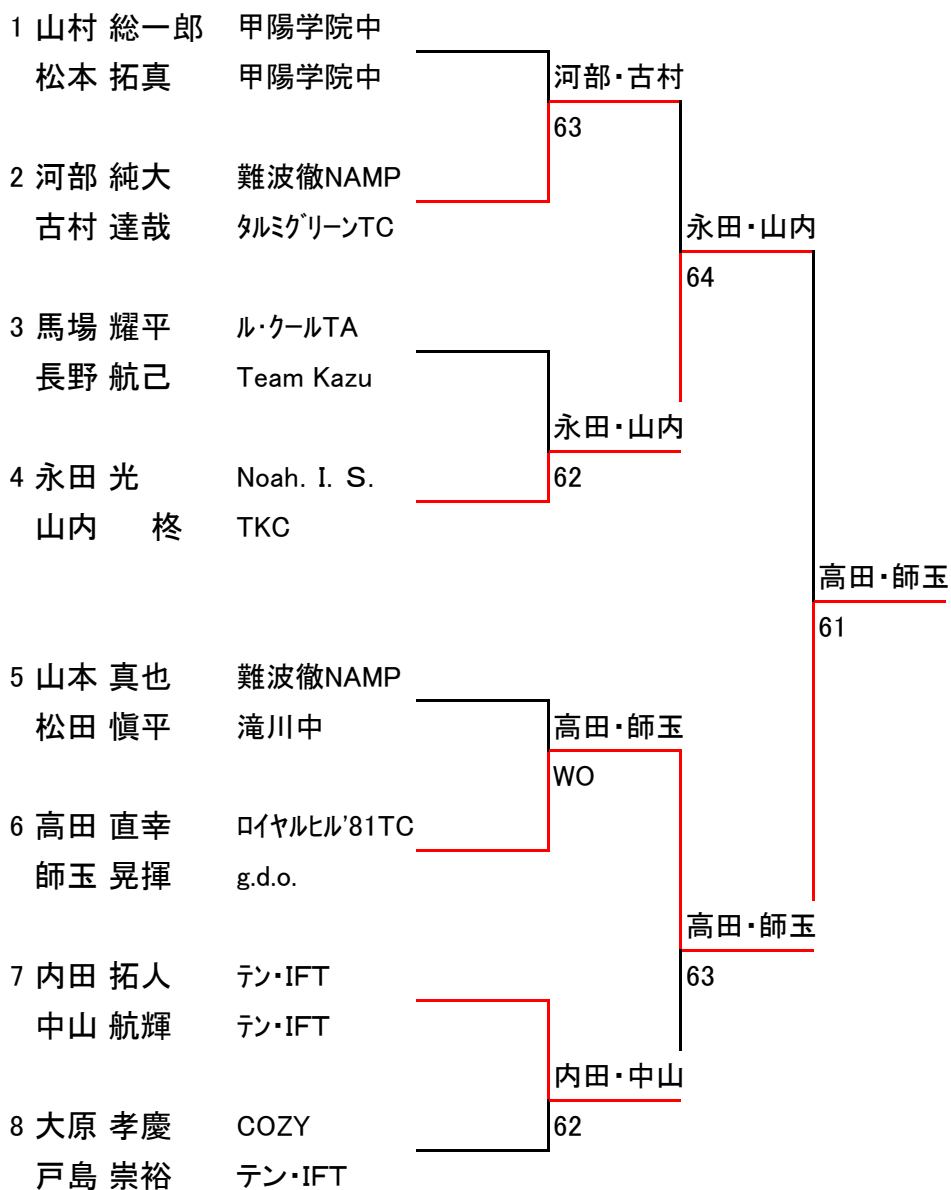 1 山村 総一郎 甲陽学院中
松本 拓真 甲陽学院中
河部・古村
63
2 河部 純大 難波徹NAMP
古村 達哉 ﾀﾙﾐｸﾞﾘｰﾝTC
永田・山内
64
3 馬場 耀平 ル・クールTA
長野 航己 Team Kazu
永田・山内
4 永田 光 Noah. I. S.
62
山内 柊 TKC
高田・師玉
61
5 山本 真也 難波徹NAMP
松田 愼平 滝川中
高田・師玉
WO
6 高田 直幸 ﾛｲﾔﾙﾋﾙ'81TC
師玉 晃揮 g.d.o.
高田・師玉
7 内田 拓人 テン・IFT
63
中山 航輝 テン・IFT
内田・中山
8 大原 孝慶 COZY
62
戸島 崇裕 テン・IFT